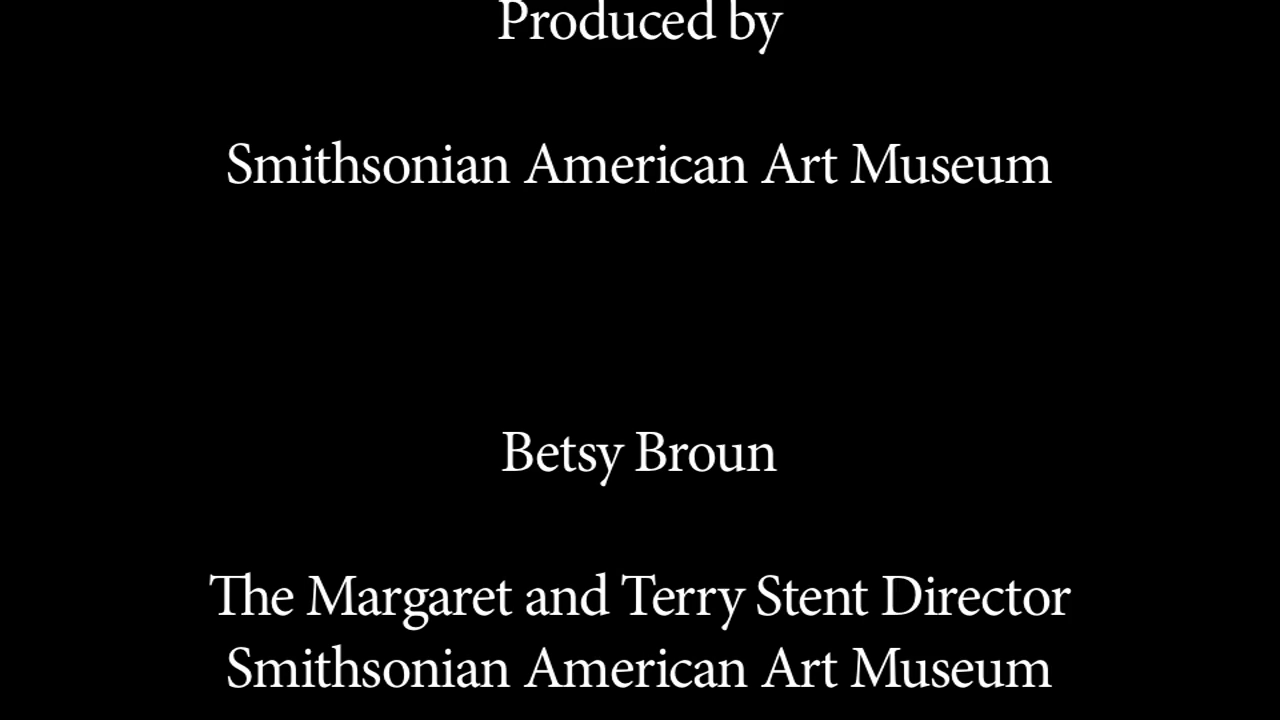 Produced by
Smithsonian American Art Museum
Betsy Broun
The Margaret and Terry Stent Director
Smithsonian American Art Museum